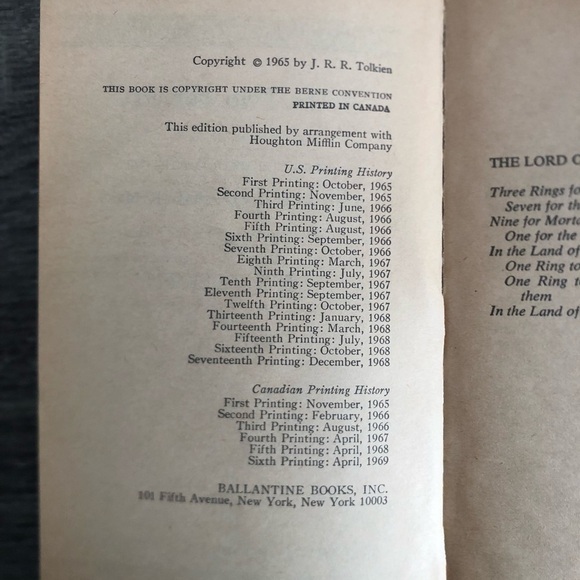 Copyright © 1965 by J. R. R. Tolkien
THIS BOOK IS COPYRIGHT UNDER THE BERNE CONVENTION
PRINTED IN CANADA
This edition published by arrangement with
Houghton Mifflin Company
U.S. Printing History
First Printing: October, 1965
Second Printing: November, 1965
Third Printing: June, 1966
Fourth Printing: August, 1966
Fifth Printing: August, 1966
Sixth Printing: September, 1966
Seventh Printing: October, 1966
Eighth Printing: March, 1967
Ninth Printing: July, 1967
Tenth Printing: September, 1967
Eleventh Printing: September, 1967
Twelfth Printing: October, 1967
Thirteenth Printing: January, 1968
Fourteenth Printing: March, 1968
Fifteenth Printing: July, 1968
Sixteenth Printing: October, 1968
Seventeenth Printing: December, 1968
Canadian Printing History
First Printing: November, 1965
Second Printing: February, 1966
Third Printing: August, 1966
Fourth Printing: April, 1967
Fifth Printing: April, 1968
Sixth Printing: April, 1969
BALLANTINE BOOKS, INC.
101 Fifth Avenue, New York, New York 10003
THE LORD O
Three Rings fo
Seven for th
Nine for Morta
One for the
In the Land of
One Ring to
One Ring to
them
In the Land of